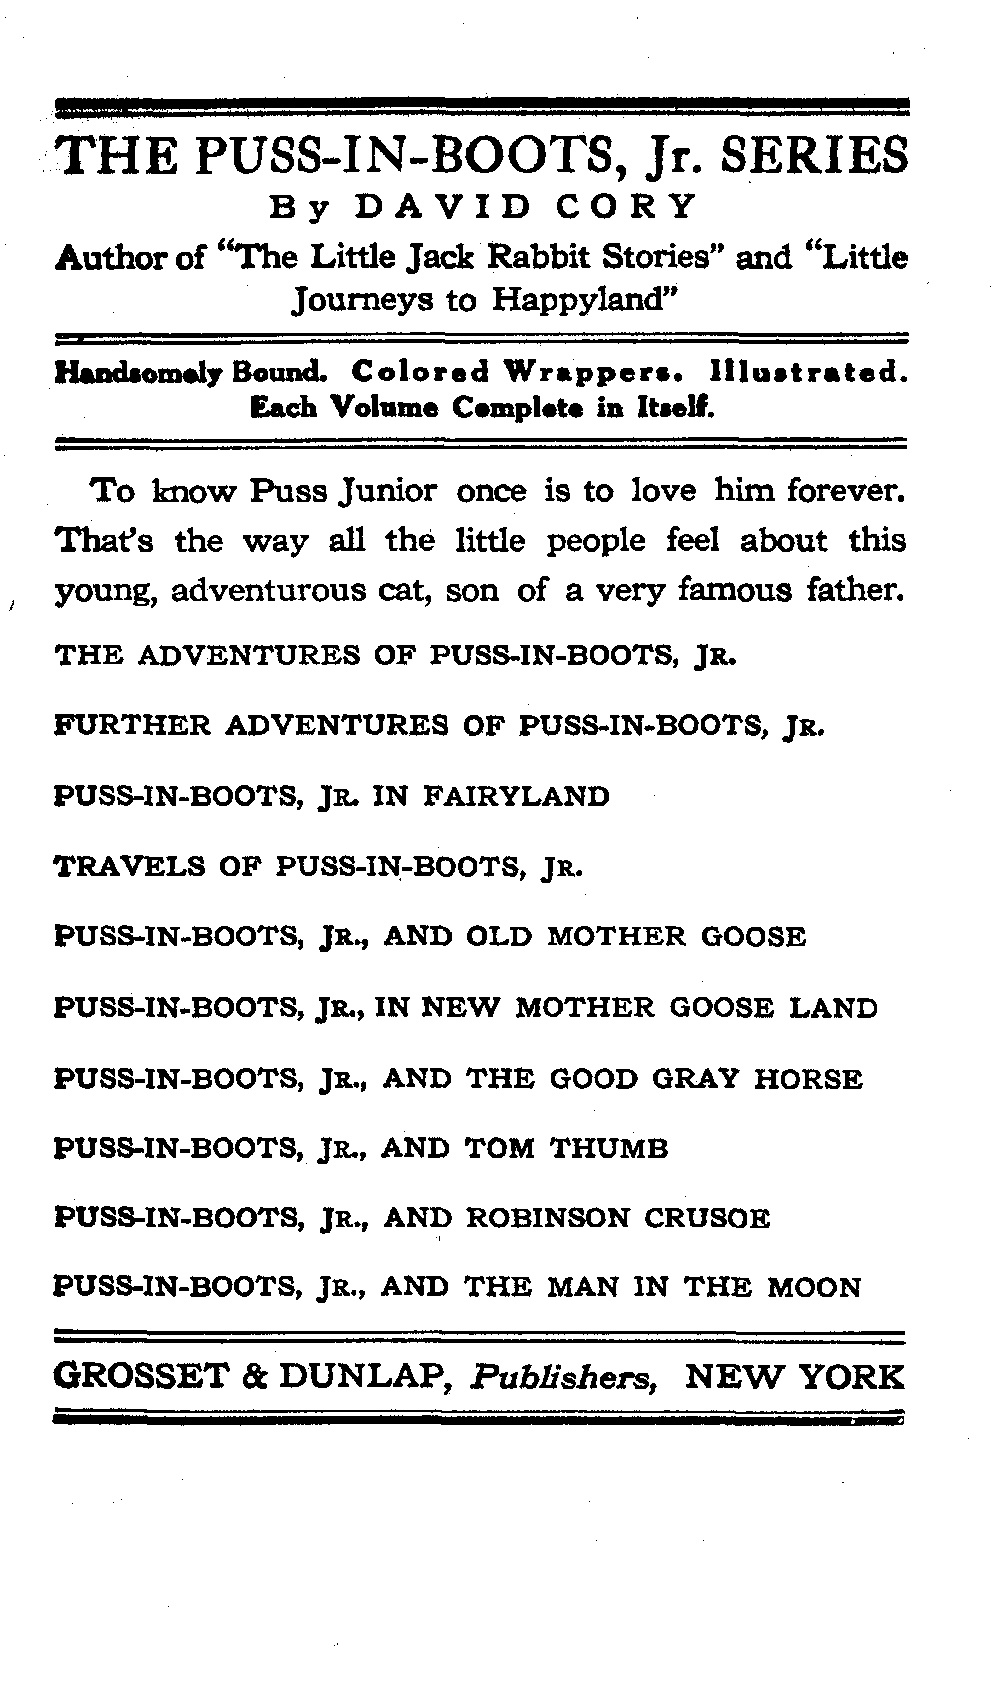 THE PUSS-IN-BOOTS, Jr. SERIES
By DAVID CORY
Author of “The Little Jack Rabbit Stories” and “Little
Journeys to Happyland”
Handsomely Bound. Colored Wrappers. Illustrated.
Each Volume Complete in Itself.
To know Puss Junior once is to love him forever.
That’s the way all the little people feel about this
young, adventurous cat, son of a very famous father.
THE ADVENTURES OF PUSS-IN-BOOTS, JR.
FURTHER ADVENTURES OF PUSS-IN-BOOTS, JR.
PUSS-IN-BOOTS, JR. IN FAIRYLAND
TRAVELS OF PUSS-IN-BOOTS, JR.
PUSS-IN-BOOTS, JR., AND OLD MOTHER GOOSE
PUSS-IN-BOOTS, JR., IN NEW MOTHER GOOSE LAND
PUSS-IN-BOOTS, JR., AND THE GOOD GRAY HORSE
PUSS-IN-BOOTS, JR., AND TOM THUMB
PUSS-IN-BOOTS, JR., AND ROBINSON CRUSOE
PUSS-IN-BOOTS, JR., AND THE MAN IN THE MOON
GROSSET & DUNLAP, Publishers, NEW YORK